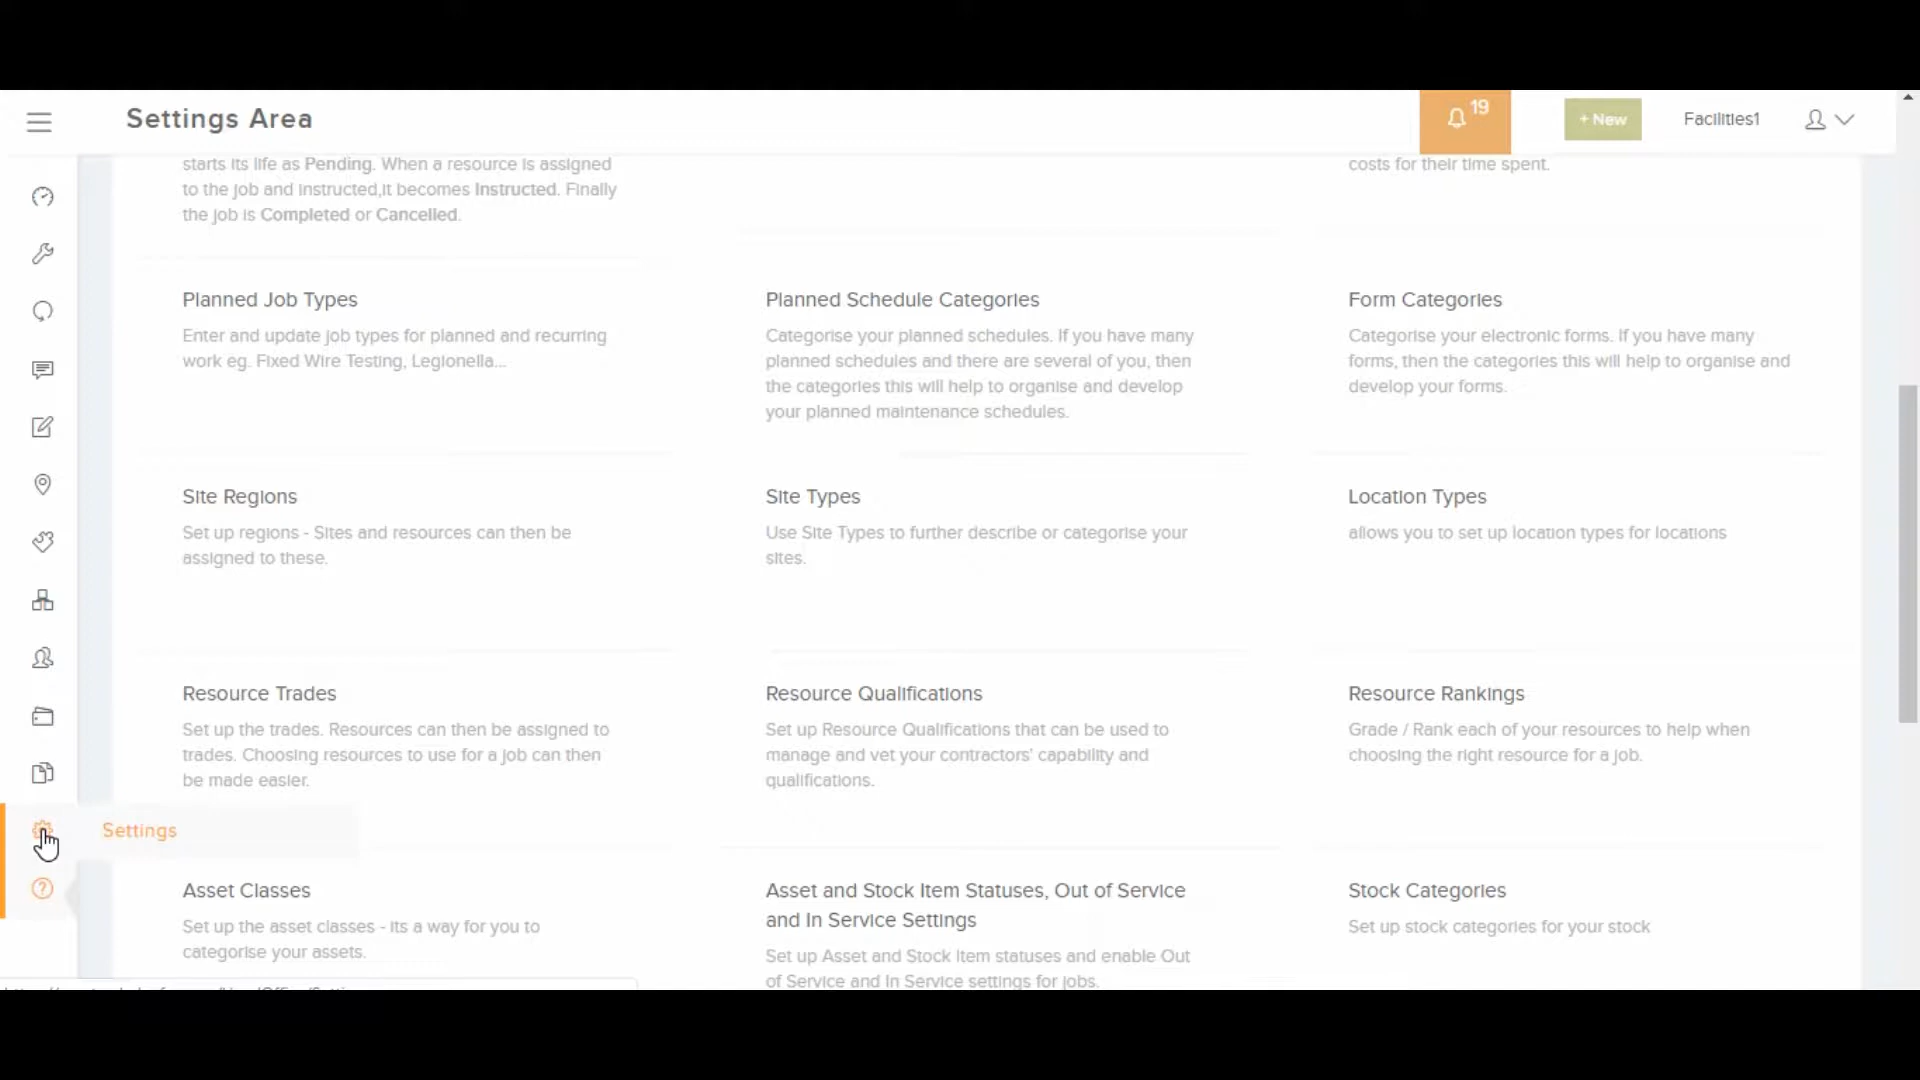 Settings Area
19
+ New
Facilities1
starts its life as Pending. When a resource is assigned
to the job and instructed,it becomes Instructed. Finally
the job is Completed or Cancelled.
costs for their time spent.
Planned Job Types
Enter and update job types for planned and recurring
work eg. Fixed Wire Testing, Legionella...
Planned Schedule Categories
Categorise your planned schedules. If you have many
planned schedules and there are several of you, then
the categories this will help to organise and develop
your planned maintenance schedules.
Form Categories
Categorise your electronic forms. If you have many
forms, then the categories this will help to organise and
develop your forms.
Site Regions
Set up regions - Sites and resources can then be
assigned to these.
Site Types
Use Site Types to further describe or categorise your
sites.
Location Types
allows you to set up location types for locations
Resource Trades
Set up the trades. Resources can then be assigned to
trades. Choosing resources to use for a job can then
be made easier.
Resource Qualifications
Set up Resource Qualifications that can be used to
manage and vet your contractors' capability and
qualifications.
Resource Rankings
Grade / Rank each of your resources to help when
choosing the right resource for a job.
Settings
Asset Classes
Set up the asset classes - its a way for you to
categorise your assets.
Asset and Stock Item Statuses, Out of Service
and In Service Settings
Set up Asset and Stock Item statuses and enable Out
of Service and In Service settings for jobs.
Stock Categories
Set up stock categories for your stock